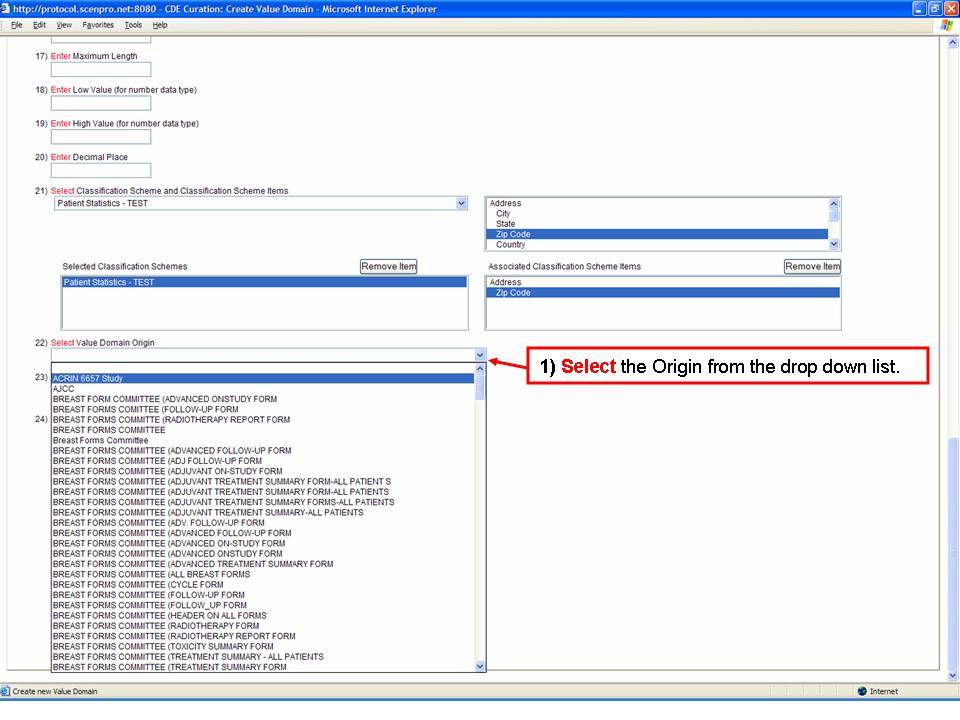 http://protocol.scenpro.net:8080 - CDE Curation: Create Value Domain - Microsoft Internet Explorer
File Edit View Favorites Tools Help
17) Enter Maximum Length
18) Enter Low Value (for number data type)
19) Enter High Value (for number data type)
20) Enter Decimal Place
21) Select Classification Scheme and Classification Scheme Items
Patient Statistics - TEST
Address
City
State
Zip Code
Country
Selected Classification Schemes
Remove Item
Associated Classification Scheme Items
Remove Item
Patient Statistics - TEST
Address
Zip Code
22) Select Value Domain Origin
1) Select the Origin from the drop down list.
23)
ACRIN 6657 Study
AJCC
BREAST FORM COMMITTEE (ADVANCED ONSTUDY FORM
BREAST FORMS COMITTEE (FOLLOW-UP FORM
24)
BREAST FORMS COMMITTE (RADIOTHERAPY REPORT FORM
BREAST FORMS COMMITTEE
Breast Forms Committee
BREAST FORMS COMMITTEE (ADVANCED FOLLOW-UP FORM
BREAST FORMS COMMITTEE (ADJ FOLLOW-UP FORM
BREAST FORMS COMMITTEE (ADJUVANT ON-STUDY FORM
BREAST FORMS COMMITTEE (ADJUVANT TREATMENT SUMMARY FORM-ALL PATIENT S
BREAST FORMS COMMITTEE (ADJUVANT TREATMENT SUMMARY FORM-ALL PATIENTS
BREAST FORMS COMMITTEE (ADJUVANT TREATMENT SUMMARY FORMS-ALL PATIENTS
BREAST FORMS COMMITTEE (ADJUVANT TREATMENT SUMMARY-ALL PATIENTS
BREAST FORMS COMMITTEE (ADV. FOLLOW-UP FORM
BREAST FORMS COMMITTEE (ADVANCED FOLLOW-UP FORM
BREAST FORMS COMMITTEE (ADVANCED ON-STUDY FORM
BREAST FORMS COMMITTEE (ADVANCED ONSTUDY FORM
BREAST FORMS COMMITTEE (ADVANCED TREATMENT SUMMARY FORM
BREAST FORMS COMMITTEE (ALL BREAST FORMS
BREAST FORMS COMMITTEE (CYCLE FORM
BREAST FORMS COMMITTEE (FOLLOW-UP FORM
BREAST FORMS COMMITTEE (FOLLOW_UP FORM
BREAST FORMS COMMITTEE (HEADER ON ALL FORMS
BREAST FORMS COMMITTEE (RADIOTHERAPY FORM
BREAST FORMS COMMITTEE (RADIOTHERAPY REPORT FORM
BREAST FORMS COMMITTEE (TOXICITY SUMMARY FORM
BREAST FORMS COMMITTEE (TREATMENT SUMMARY - ALL PATIENTS
BREAST FORMS COMMITTEE (TREATMENT SUMMARY FORM
Create new Value Domain
Internet